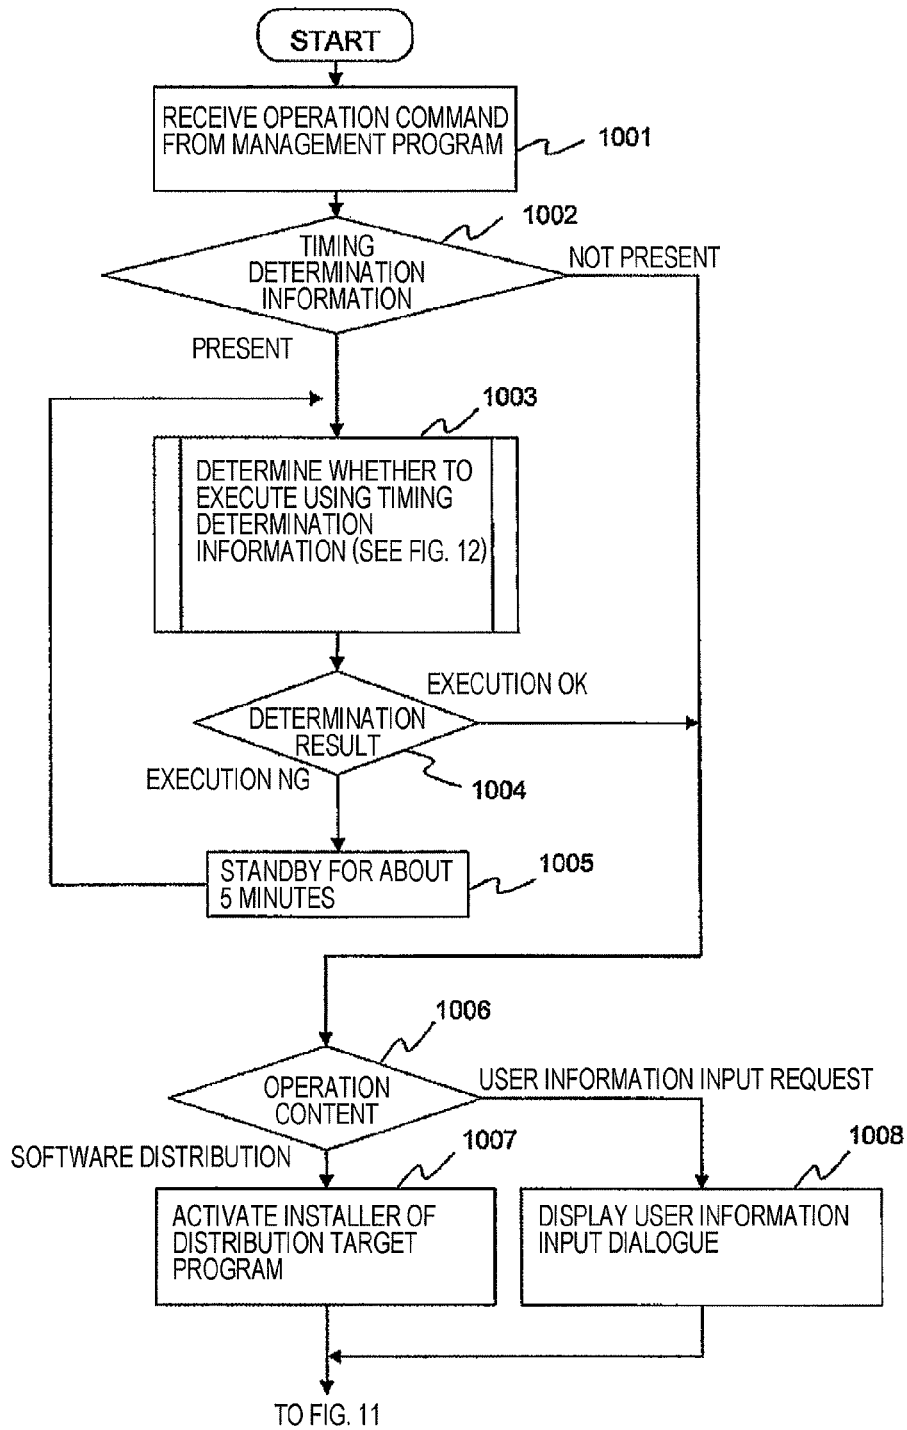 START
RECEIVE OPERATION COMMAND
FROM MANAGEMENT PROGRAM
1001
1002
TIMING
DETERMINATION
INFORMATION
NOT PRESENT
PRESENT
1003
DETERMINE WHETHER TO
EXECUTE USING TIMING
DETERMINATION
INFORMATION (SEE FIG. 12)
EXECUTION OK
DETERMINATION
RESULT
EXECUTION NG
1004
STANDBY FOR ABOUT
5 MINUTES
1005
1006
OPERATION
CONTENT
USER INFORMATION INPUT REQUEST
SOFTWARE DISTRIBUTION
1007
1008
ACTIVATE INSTALLER OF
DISTRIBUTION TARGET
PROGRAM
DISPLAY USER INFORMATION
INPUT DIALOGUE
TO FIG. 11